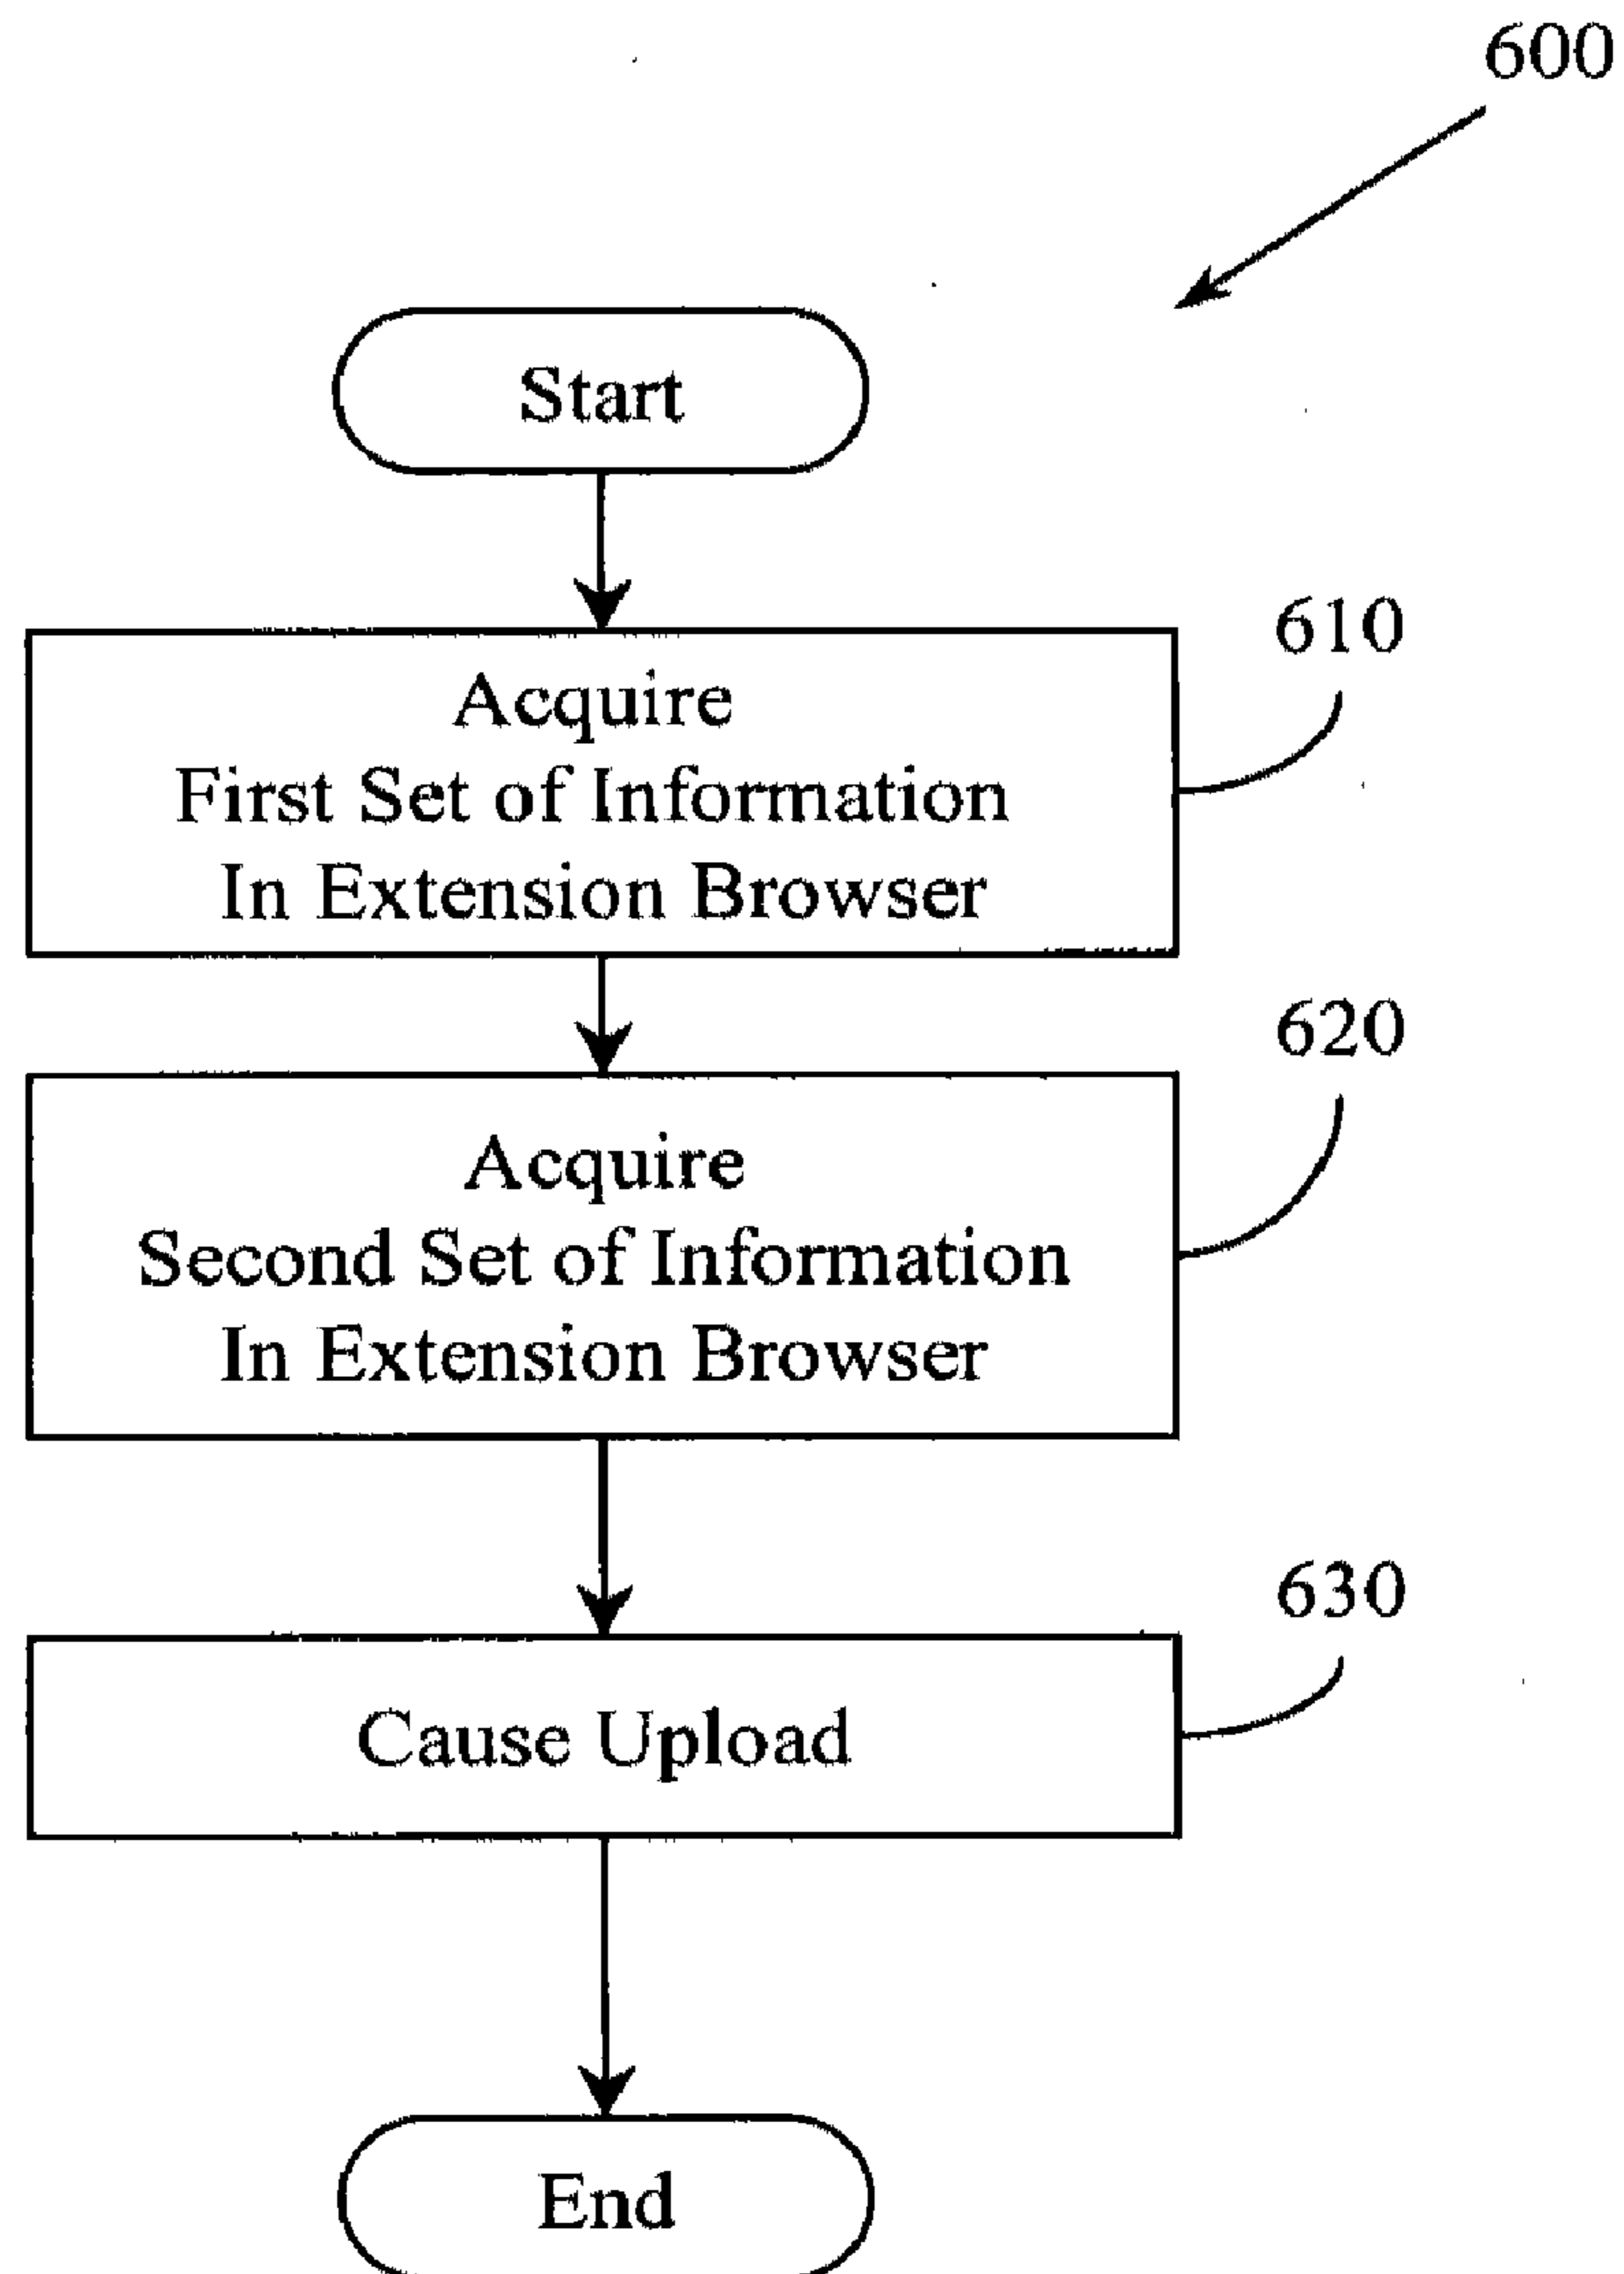 600
Start
610
Acquire
First Set of Information
In Extension Browser
620
Acquire
Second Set of Information
In Extension Browser
630
Cause Upload
End